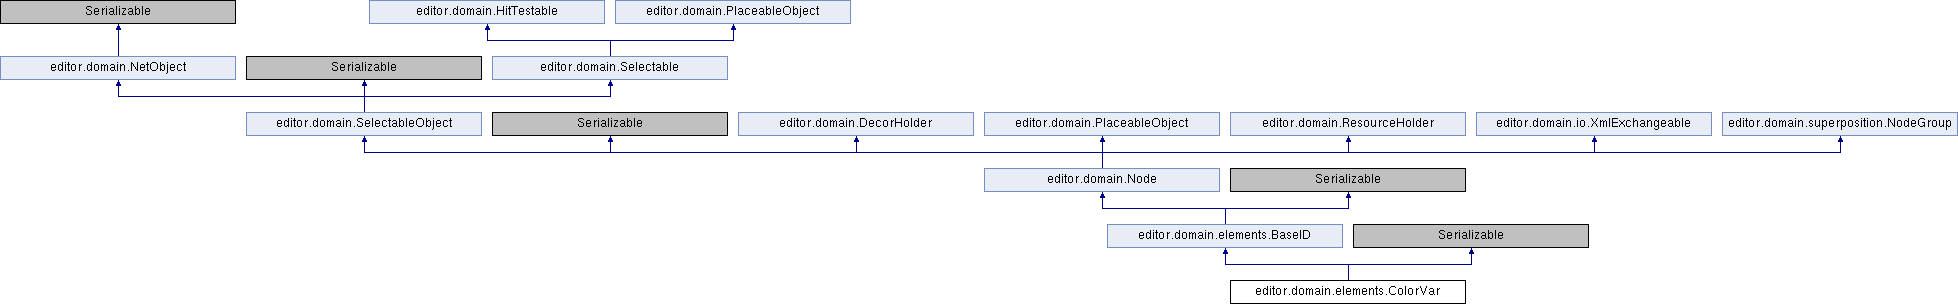 Serializable
editor.domain.HitTestable
editor.domain.PlaceableObject
editor.domain.NetObject
Serializable
editor.domain.Selectable
editor.domain.SelectableObject
Serializable
editor.domain.DecorHolder
editor.domain.PlaceableObject
editor.domain.ResourceHolder
editor.domain.io.XmlExchangeable
editor.domain.superposition.NodeGroup
editor.domain.Node
Serializable
editor.domain.elements.BaseID
Serializable
editor.domain.elements.ColorVar